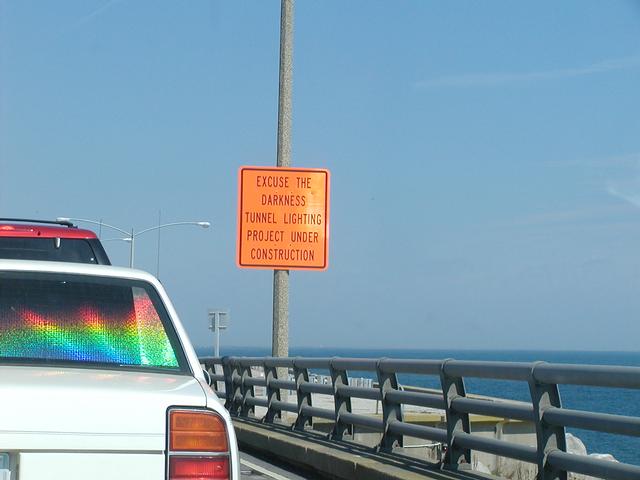 EXCUSE THE
DARKNESS
TUNNEL LIGHTING
PROJECT UNDER
CONSTRUCTION